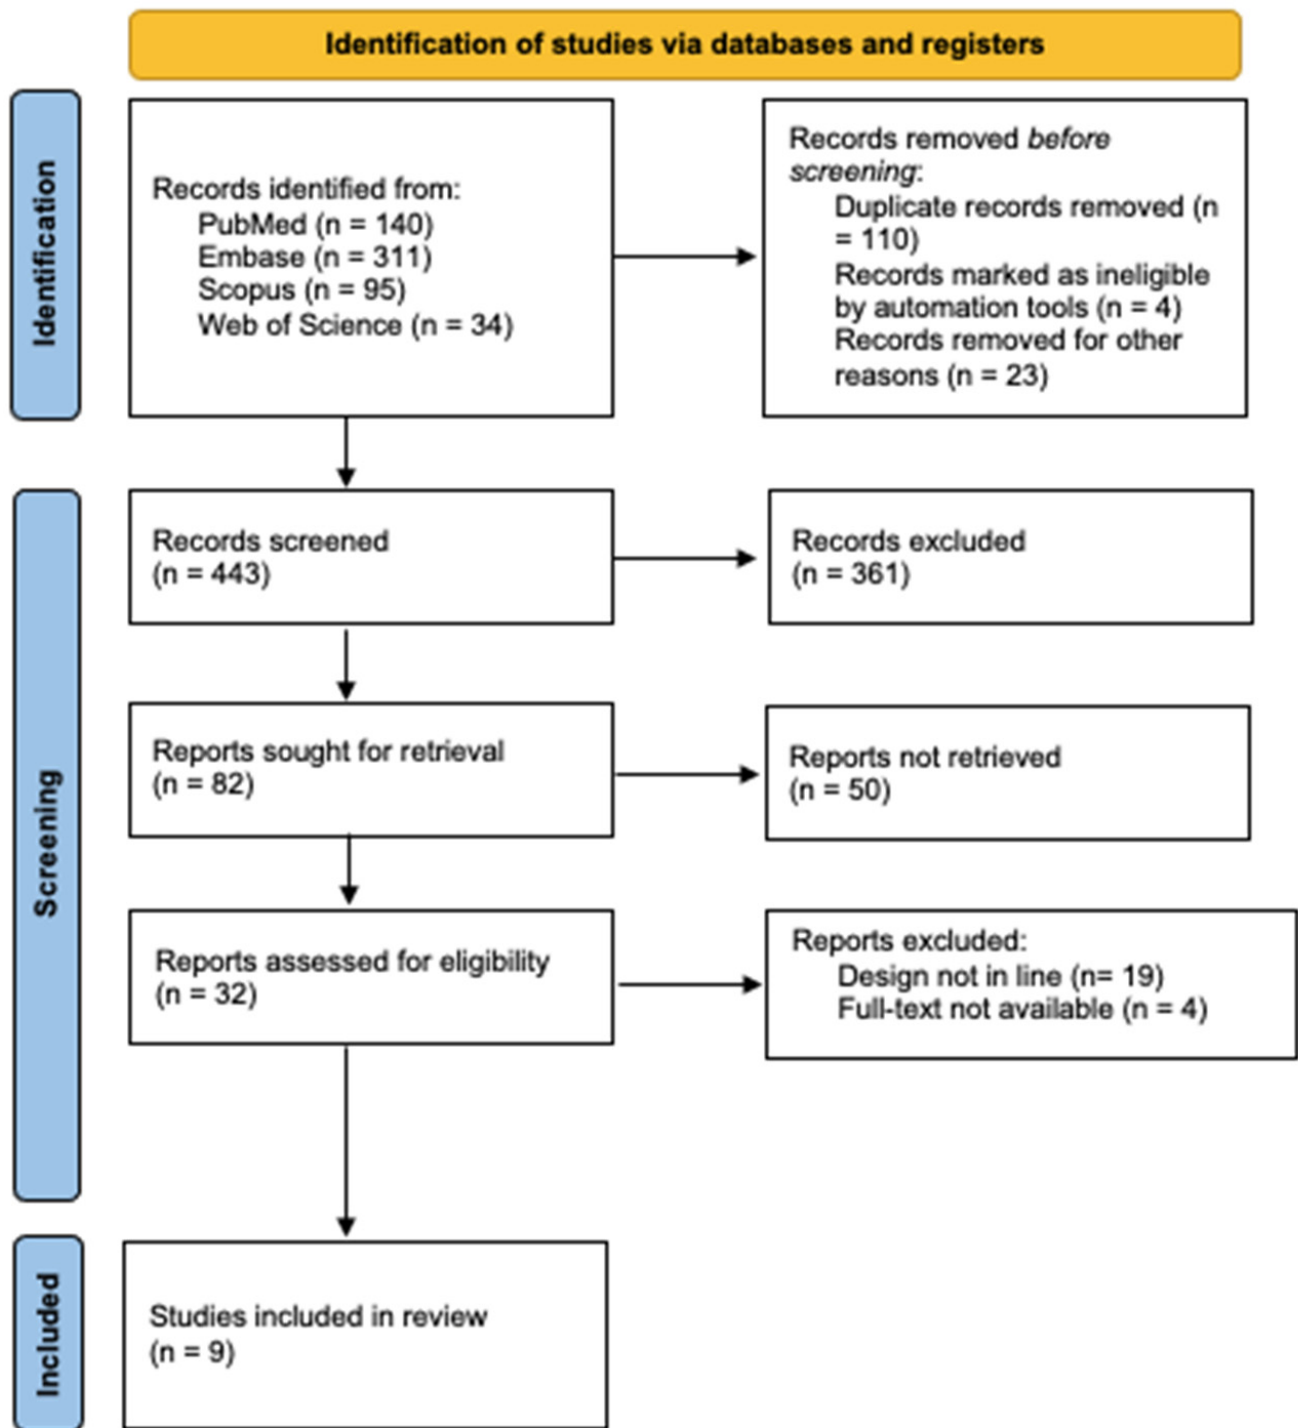 Identification of studies via databases and registers
Identification
Records identified from:
PubMed (n = 140)
Embase (n = 311)
Scopus (n = 95)
Web of Science (n = 34)
Records removed before
screening:
Duplicate records removed (n
= 110)
Records marked as ineligible
by automation tools (n = 4)
Records removed for other
reasons (n = 23)
Screening
Records screened
(n = 443)
Records excluded
(n = 361)
Reports sought for retrieval
(n = 82)
Reports not retrieved
(n = 50)
Reports assessed for eligibility
(n = 32)
Reports excluded:
Design not in line (n= 19)
Full-text not available (n = 4)
Included
Studies included in review
(n = 9)